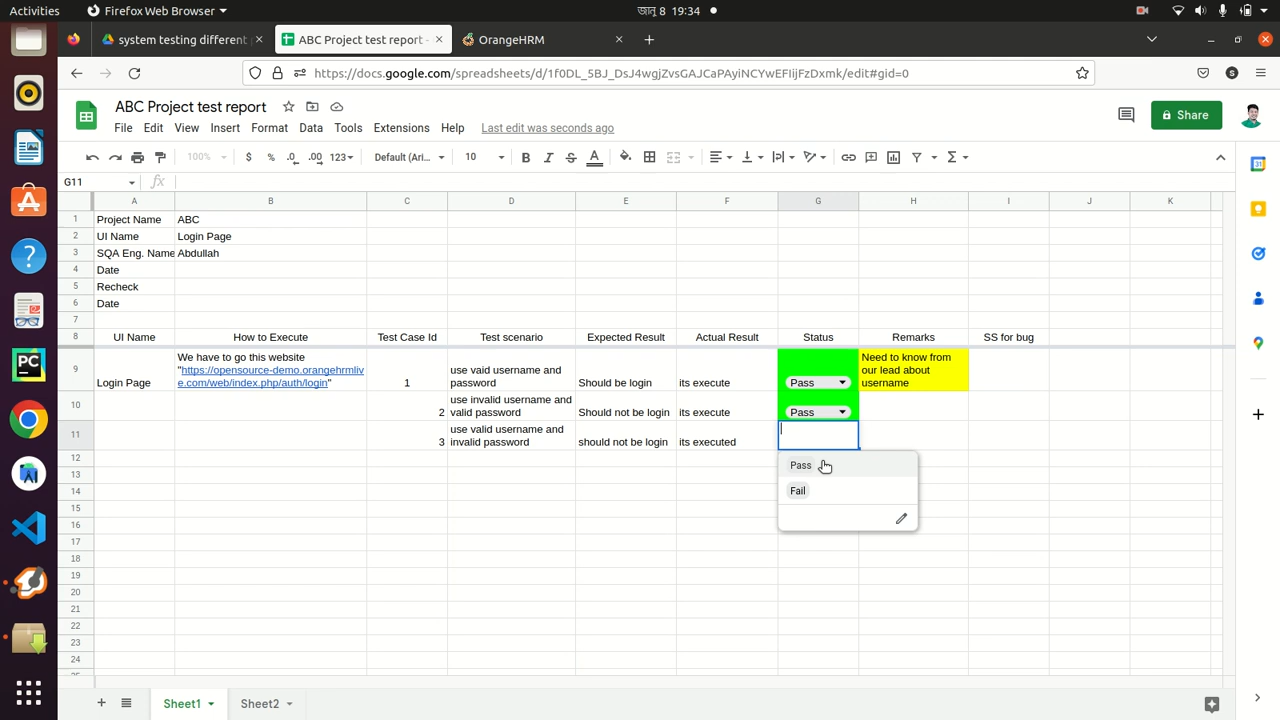 Activities
Firefox Web Browser
জানু 8 19:34
system testing different
ABC Project test report -
OrangeHRM
https://docs.google.com/spreadsheets/d/1f0DL_5BJ_DsJ4wgjZvsGAJCaPAyiNCYwEFIijFzDxmk/edit#gid=0
S
ABC Project test report
File Edit View Insert Format Data Tools Extensions Help Last edit was seconds ago
Share
100% $ % .0 .00 123 Default (Ari... 10 B I S A
31
G11 fx
A B C D E F G H I J K
1 Project Name ABC
2 UI Name Login Page
3 SQA Eng. Name Abdullah
4 Date
5 Recheck
6 Date
7
8 UI Name How to Execute Test Case Id Test scenario Expected Result Actual Result Status Remarks SS for bug
We have to go this website
"https://opensource-demo.orangehrmliv
e.com/web/index.php/auth/login"
9 Login Page
1
use vaid username and
password
Should be login its execute Pass
Need to know from
our lead about
username
10 2
use invalid username and
valid password
Should not be login its execute Pass
11 3
use valid username and
invalid password
should not be login its executed
Pass
Fail
12
13
14
15
16
17
18
19
20
21
22
23
24
Sheet1 Sheet2
PC